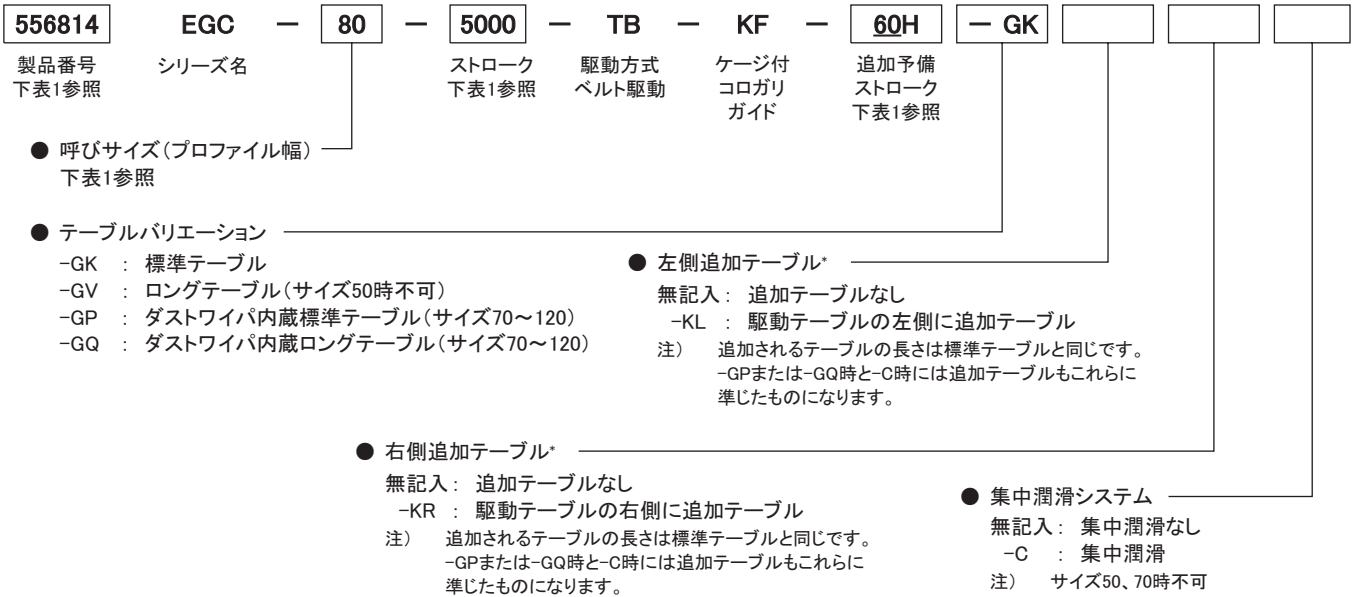 556814 EGC － 80 － 5000 － TB － KF － 60H －GK
製品番号 シリーズ名 ストローク 駆動方式 ケージ付 追加予備
下表1参照 下表1参照 ベルト駆動 コロガリ ストローク
ガイド 下表1参照
● 呼びサイズ（プロファイル幅）
下表1参照
● テーブルバリエーション
-GK ： 標準テーブル
-GV ： ロングテーブル（サイズ50時不可）
-GP ： ダストワイパ内蔵標準テーブル（サイズ70～120）
-GQ ： ダストワイパ内蔵ロングテーブル（サイズ70～120）
● 左側追加テーブル*
無記入： 追加テーブルなし
-KL ： 駆動テーブルの左側に追加テーブル
注） 追加されるテーブルの長さは標準テーブルと同じです。
-GPまたは-GQ時と-C時には追加テーブルもこれらに
準じたものになります。
● 右側追加テーブル*
無記入： 追加テーブルなし
-KR ： 駆動テーブルの右側に追加テーブル
注） 追加されるテーブルの長さは標準テーブルと同じです。
-GPまたは-GQ時と-C時には追加テーブルもこれらに
準じたものになります。
● 集中潤滑システム
無記入： 集中潤滑なし
-C ： 集中潤滑
注） サイズ50、70時不可